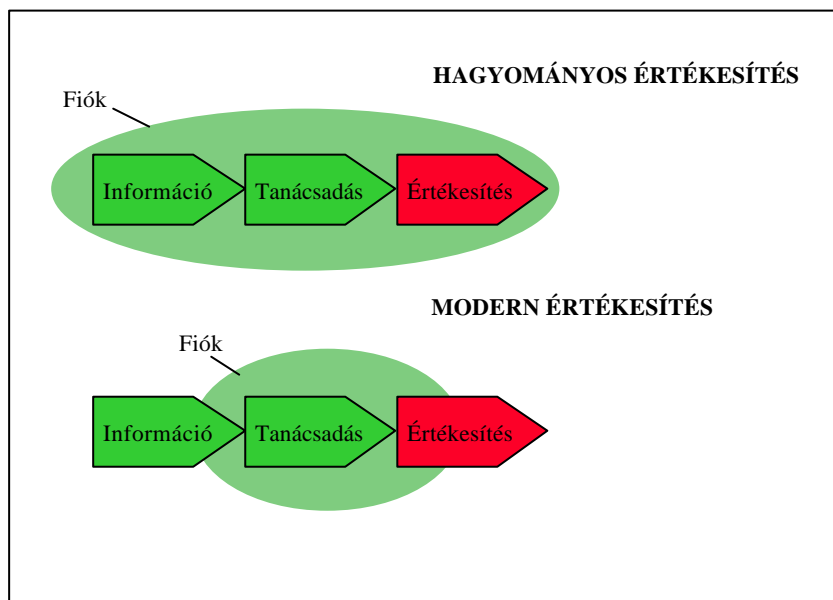 HAGYOMÁNYOS ÉRTÉKESÍTÉS
Fiók
Információ
Tanácsadás
Értékesítés
MODERN ÉRTÉKESÍTÉS
Fiók
Információ
Tanácsadás
Értékesítés